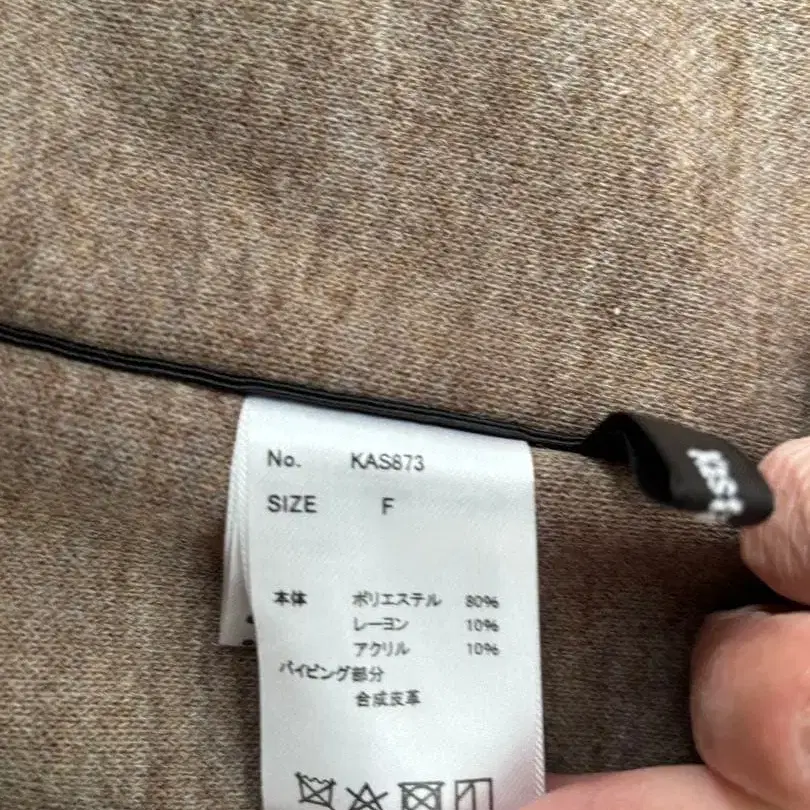 No. KAS873
SIZE F
本体 ポリエステル 80%
レーヨン 10%
アクリル 10%
パイピング部分
合成皮革